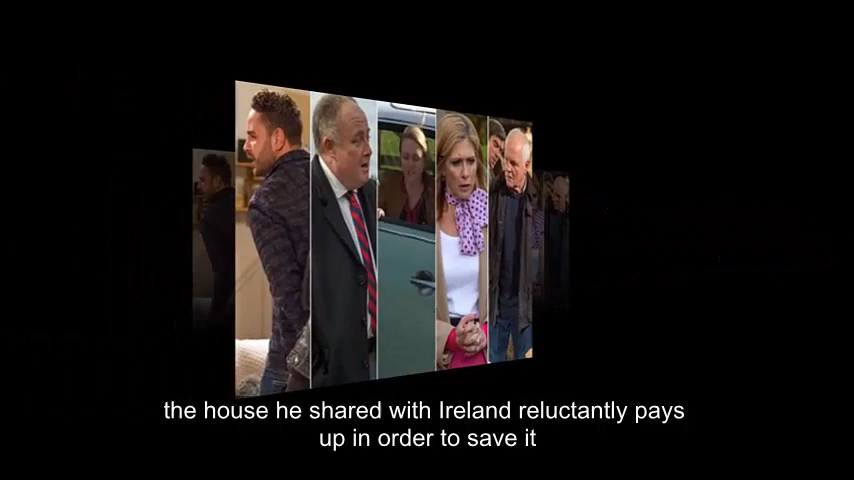 the house he shared with Ireland reluctantly pays
up in order to save it